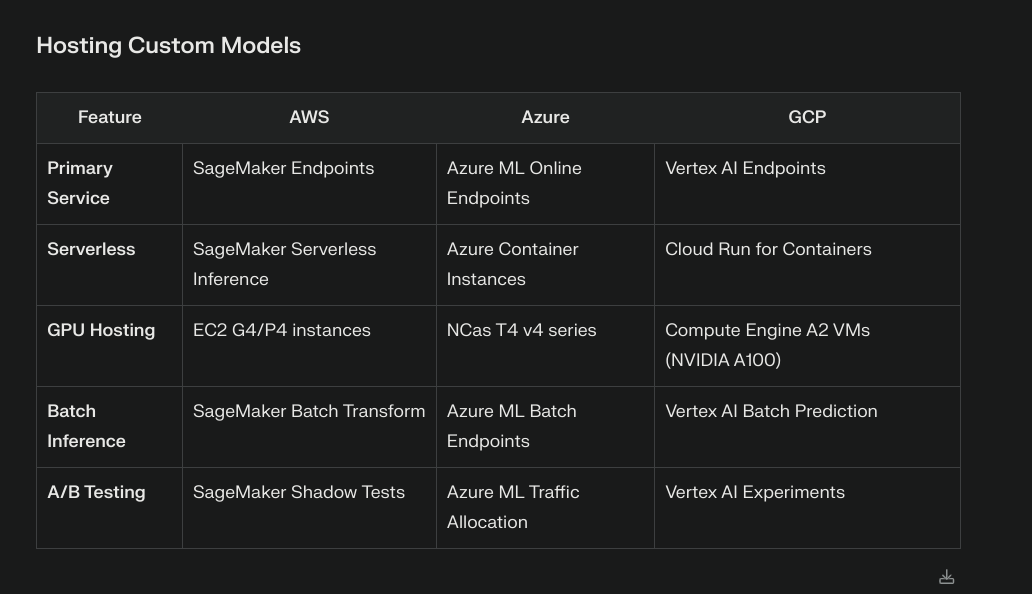 Hosting Custom Models
Feature AWS Azure GCP
Primary SageMaker Endpoints Azure ML Online Vertex AI Endpoints
Service Endpoints
Serverless SageMaker Serverless Azure Container Cloud Run for Containers
Inference Instances
GPU Hosting EC2 G4/P4 instances NCas T4 v4 series Compute Engine A2 VMs
(NVIDIA A100)
Batch SageMaker Batch Transform Azure ML Batch Vertex AI Batch Prediction
Inference Endpoints
A/B Testing SageMaker Shadow Tests Azure ML Traffic Vertex AI Experiments
Allocation